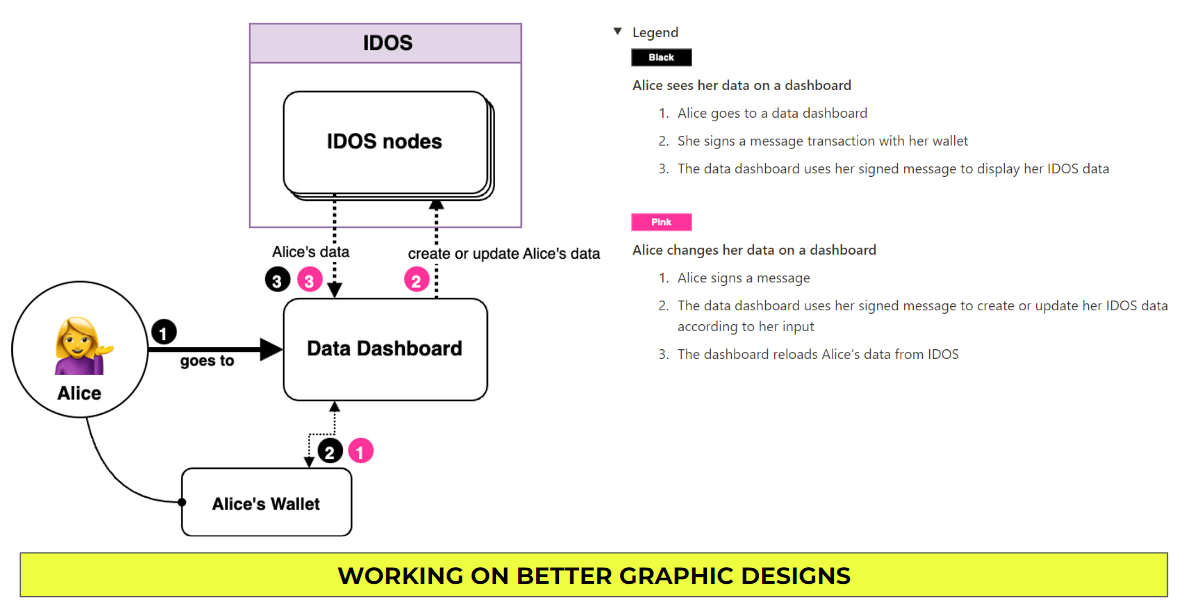 IDOS
IDOS nodes
Alice's data
create or update Alice's data
3
3
2
1
goes to
Alice
Data Dashboard
2
1
Alice's Wallet
▼ Legend
Black
Alice sees her data on a dashboard
1. Alice goes to a data dashboard
2. She signs a message transaction with her wallet
3. The data dashboard uses her signed message to display her IDOS data
Pink
Alice changes her data on a dashboard
1. Alice signs a message
2. The data dashboard uses her signed message to create or update her IDOS data
according to her input
3. The dashboard reloads Alice's data from IDOS
WORKING ON BETTER GRAPHIC DESIGNS